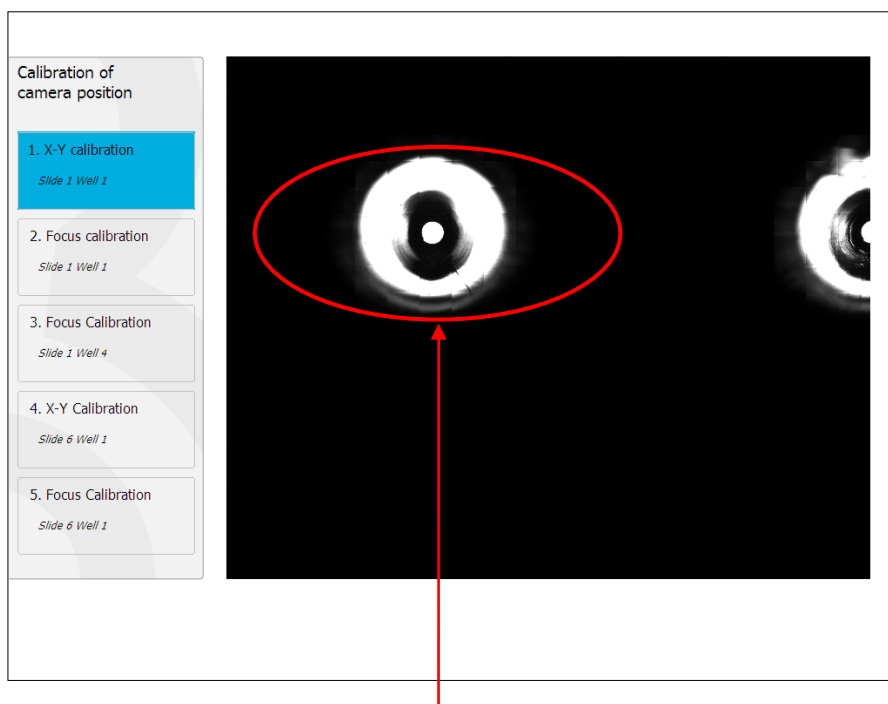 Calibration of
camera position
1. X-Y calibration
Slide 1 Well 1
2. Focus calibration
Slide 1 Well 1
3. Focus Calibration
Slide 1 Well 4
4. X-Y Calibration
Slide 6 Well 1
5. Focus Calibration
Slide 6 Well 1